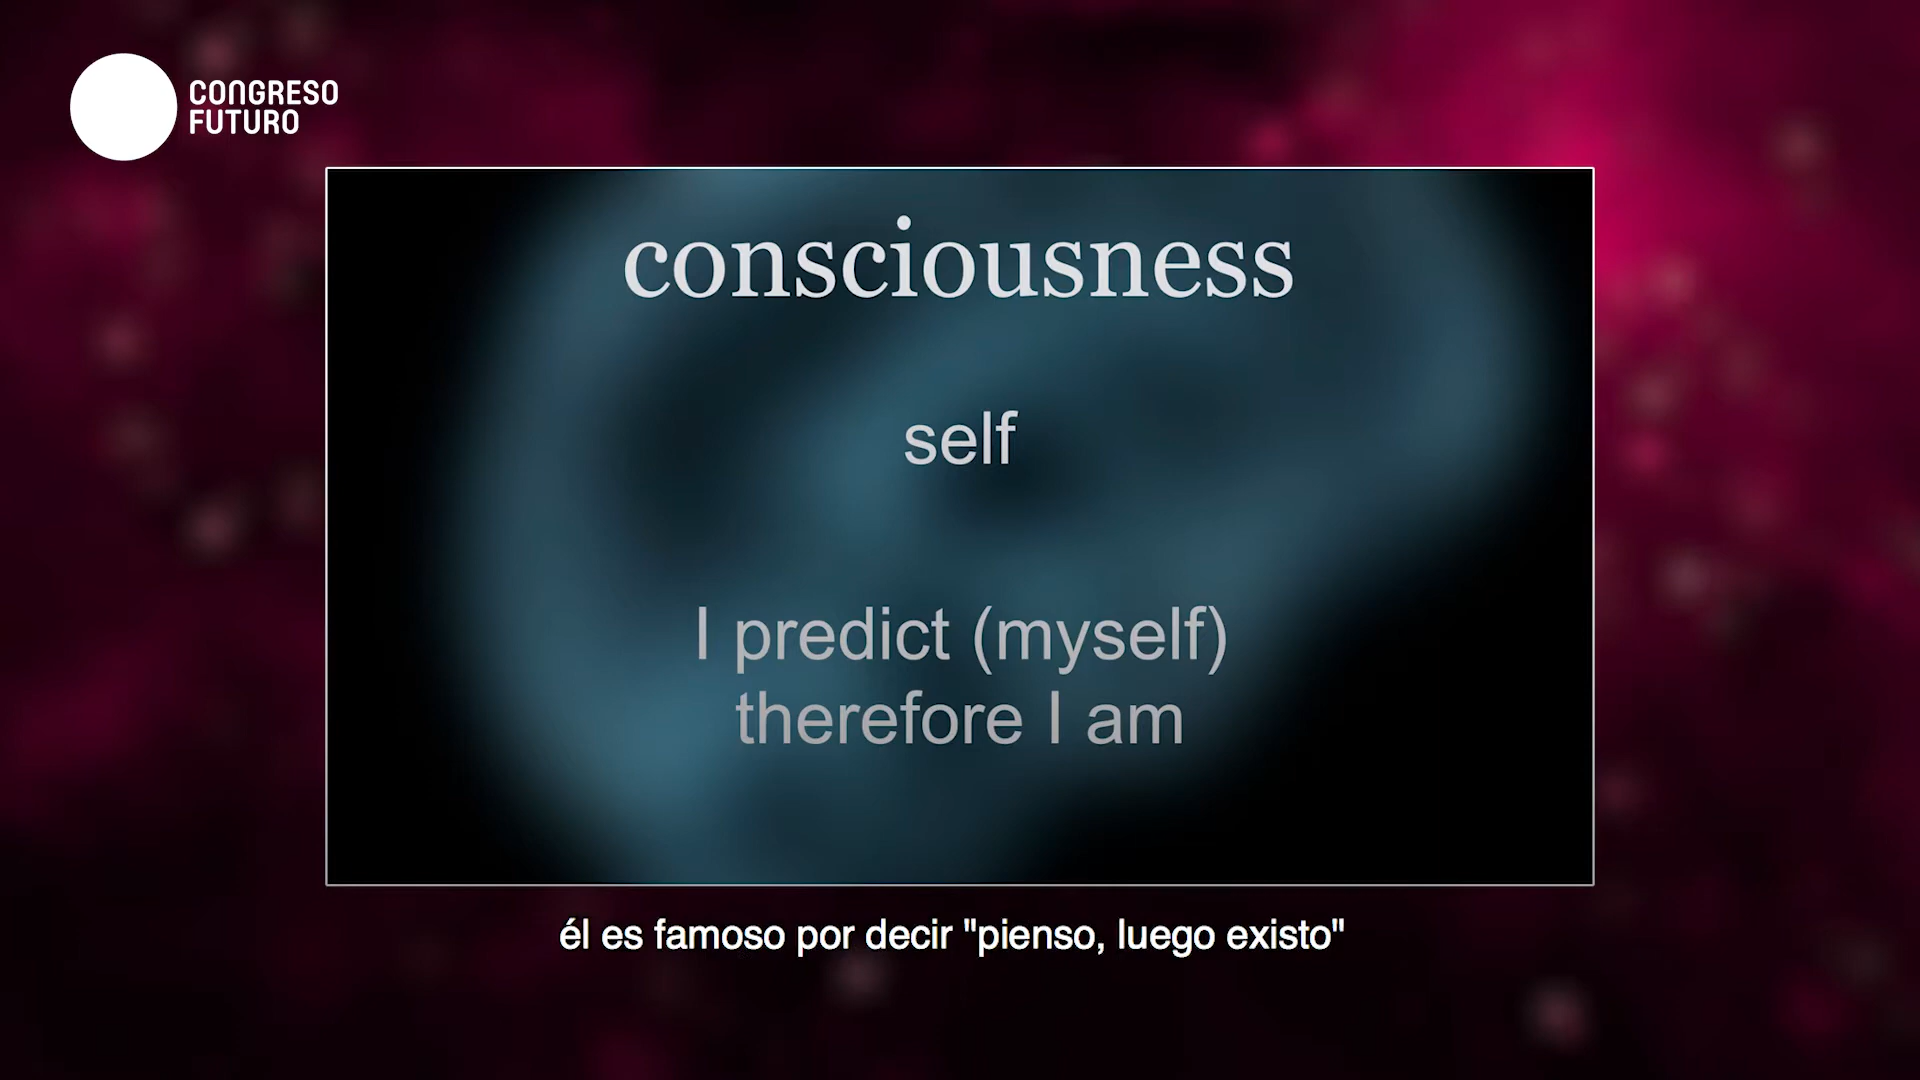 CONGRESO
FUTURO
consciousness
self
I predict (myself)
therefore I am
él es famoso por decir "pienso, luego existo"